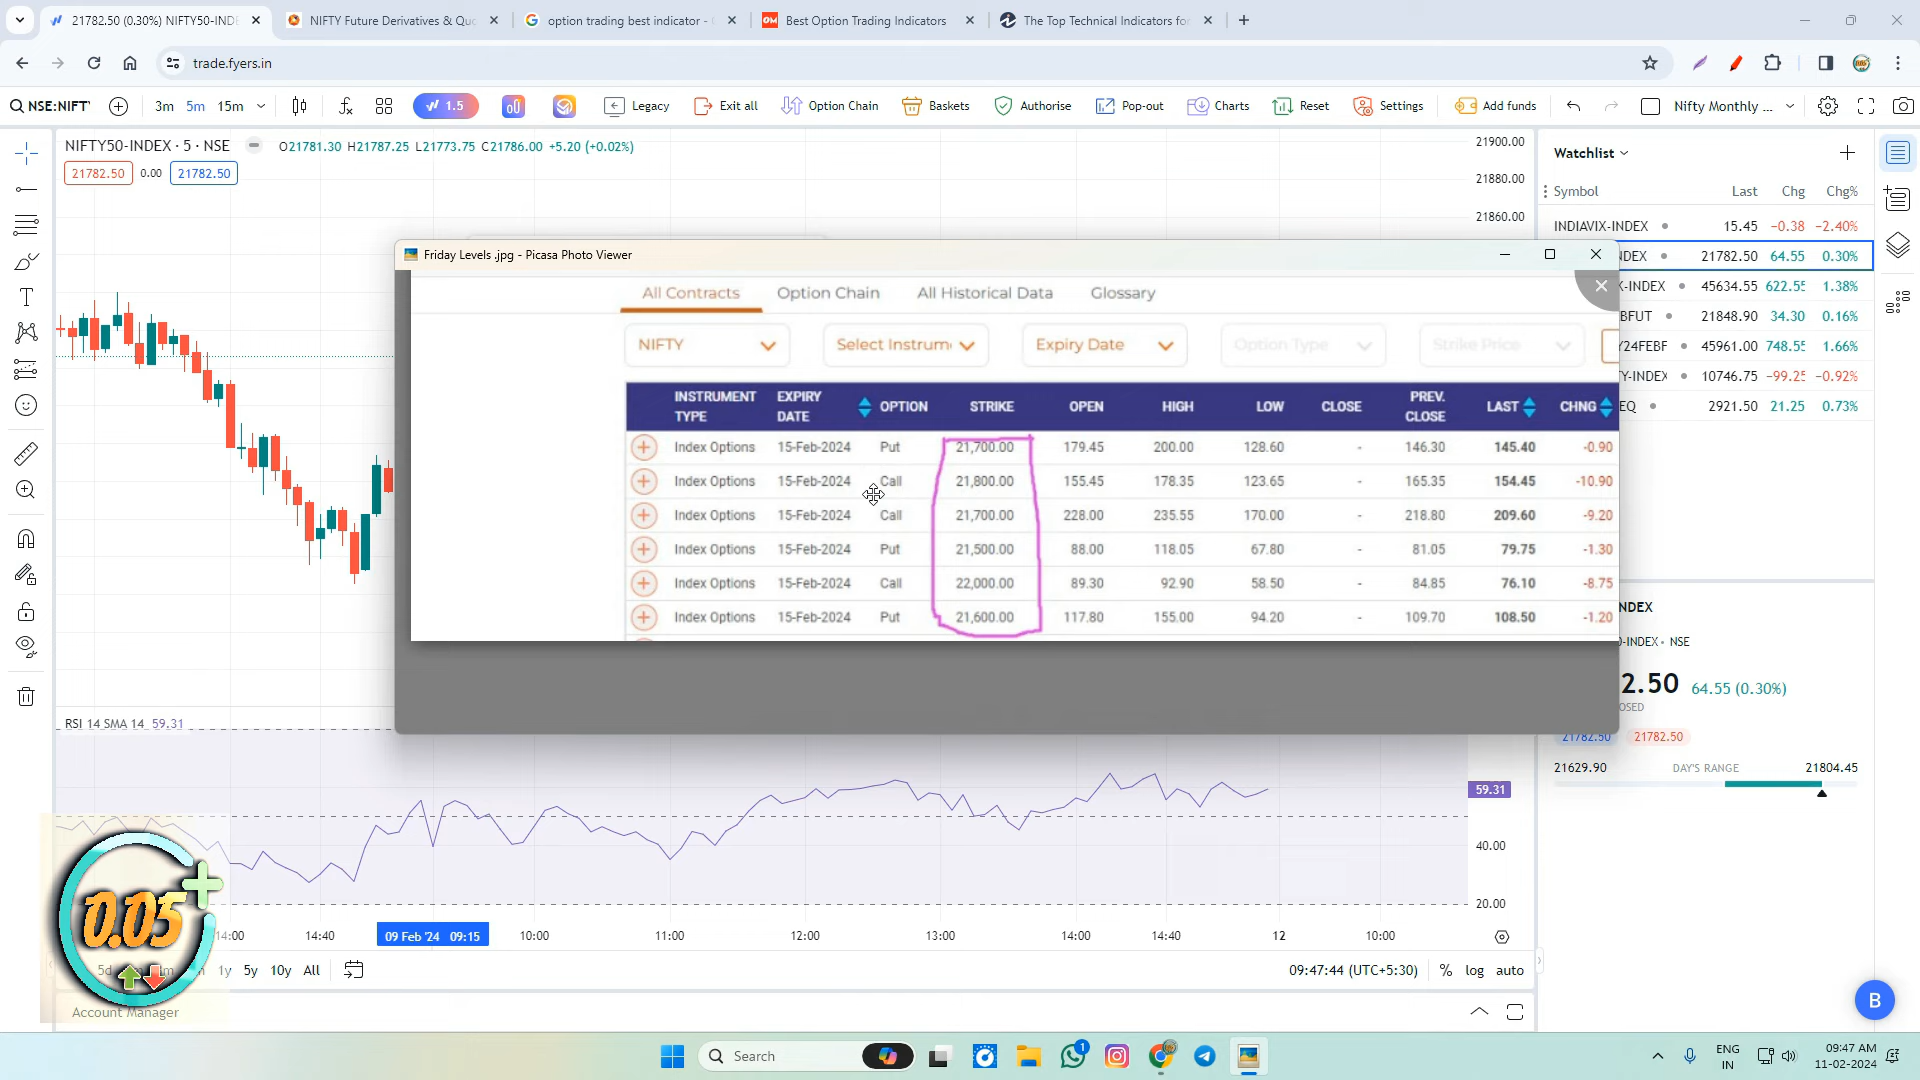 21782.50 (0.30%) NIFTY50-INDE
NIFTY Future Derivatives & Quo
option trading best indicator -
OM Best Option Trading Indicators
The Top Technical Indicators fo
trade.fyers.in
NSE:NIFT
3m 5m 15m 1.5 Legacy Exit all Option Chain Baskets Authorise Pop-out Charts Reset Settings Add funds Nifty Monthly ...
NIFTY50-INDEX · 5 · NSE O21781.30 H21787.25 L21773.75 C21786.00 +5.20 (+0.02%)
21782.50 0.00 21782.50
21900.00
21880.00
21860.00
Watchlist
Symbol Last Chg Chg%
INDIAVIX-INDEX 15.45 −0.38 −2.40%
DEX 21782.50 64.55 0.30%
-INDEX 45634.55 622.55 1.38%
BFUT 21848.90 34.30 0.16%
Y24FEBF 45961.00 748.55 1.66%
Y-INDEX 10746.75 −99.25 −0.92%
EQ 2921.50 21.25 0.73%
Friday Levels .jpg - Picasa Photo Viewer
All Contracts Option Chain All Historical Data Glossary
NIFTY Select Instrum Expiry Date Option Type Strike Price
INSTRUMENT TYPE EXPIRY DATE OPTION STRIKE OPEN HIGH LOW CLOSE PREV. CLOSE LAST CHNG
Index Options 15-Feb-2024 Put 21,700.00 179.45 200.00 128.60 - 146.30 145.40 -0.90
Index Options 15-Feb-2024 Call 21,800.00 155.45 178.35 123.65 - 165.35 154.45 -10.90
Index Options 15-Feb-2024 Call 21,700.00 228.00 235.55 170.00 - 218.80 209.60 -9.20
Index Options 15-Feb-2024 Put 21,500.00 88.00 118.05 67.80 - 81.05 79.75 -1.30
Index Options 15-Feb-2024 Call 22,000.00 89.30 92.90 58.50 - 84.85 76.10 -8.75
Index Options 15-Feb-2024 Put 21,600.00 117.80 155.00 94.20 - 109.70 108.50 -1.20
NDEX
-INDEX • NSE
2.50 64.55 (0.30%)
OSED
21782.50 21782.50
21629.90 DAY'S RANGE 21804.45
RSI 14 SMA 14 59.31
59.31
40.00
20.00
0.05
14:00 14:40 09 Feb '24 09:15 10:00 11:00 12:00 13:00 14:00 14:40 12 10:00
5d 1y 5y 10y All
09:47:44 (UTC+5:30) % log auto
Account Manager
B
Search
1
ENG
IN
09:47 AM
11-02-2024